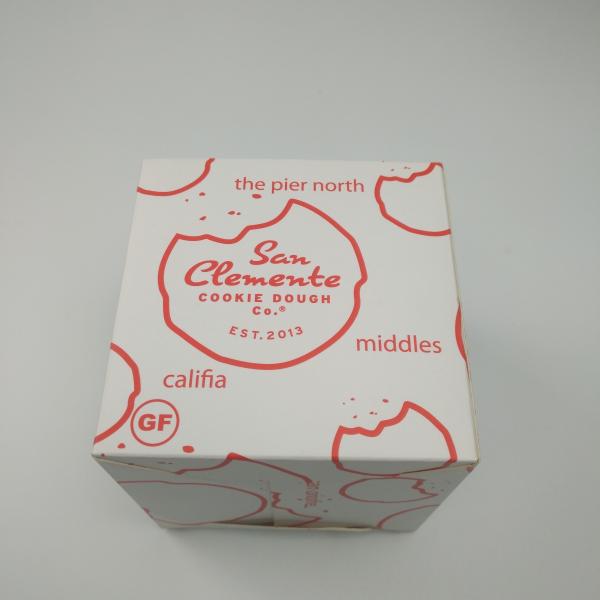 the pier north
San
Clemente
COOKIE DOUGH
Co.®
EST. 2013
middles
califia
GF